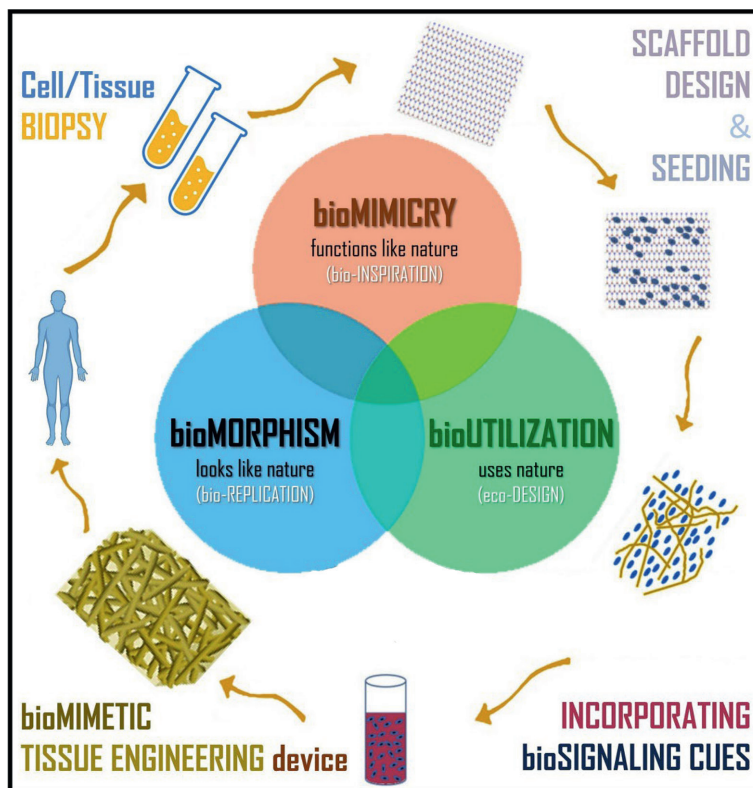 Cell/Tissue
BIOPSY
SCAFFOLD
DESIGN
&
SEEDING
bioMIMICRY
functions like nature
(bio-INSPIRATION)
bioMORPHISM
looks like nature
(bio-REPLICATION)
bioUTILIZATION
uses nature
(eco-DESIGN)
bioMIMETIC
TISSUE ENGINEERING device
INCORPORATING
bioSIGNALING CUES